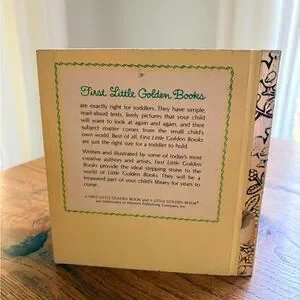 First Little Golden Books
are exactly right for toddlers. They have simple,
read-aloud texts, lively pictures that your child
will want to look at again and again, and their
subject matter comes from the small child's
own world. Best of all, First Little Golden Books
are just the right size for a toddler to hold.
Written and illustrated by some of today's most
creative authors and artists, First Little Golden
Books provide the ideal stepping stone to the
world of Little Golden Books. They will be a
treasured part of your child's library for years to
come.
A FIRST LITTLE GOLDEN BOOK and A LITTLE GOLDEN BOOK®
are trademarks of Western Publishing Company, Inc.